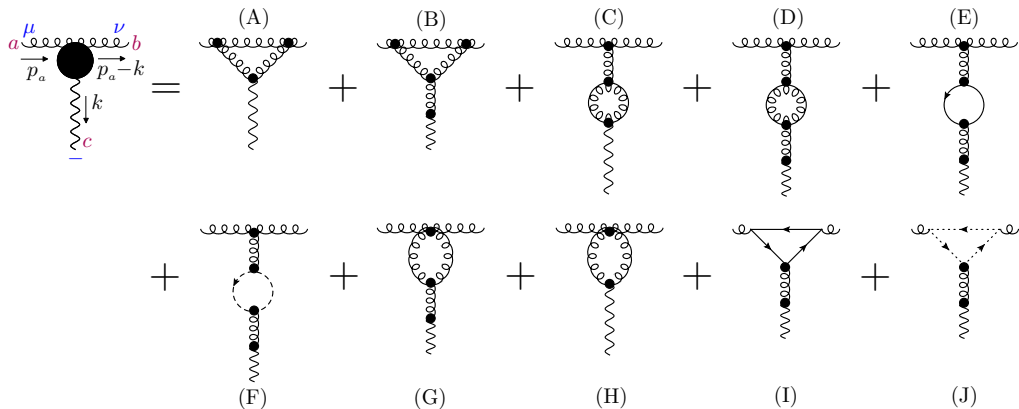 (A) (B) (C) (D) (E)
μ ν
a b
p_a p_a−k
k
c
−
= + + + +
+ + + + +
(F) (G) (H) (I) (J)